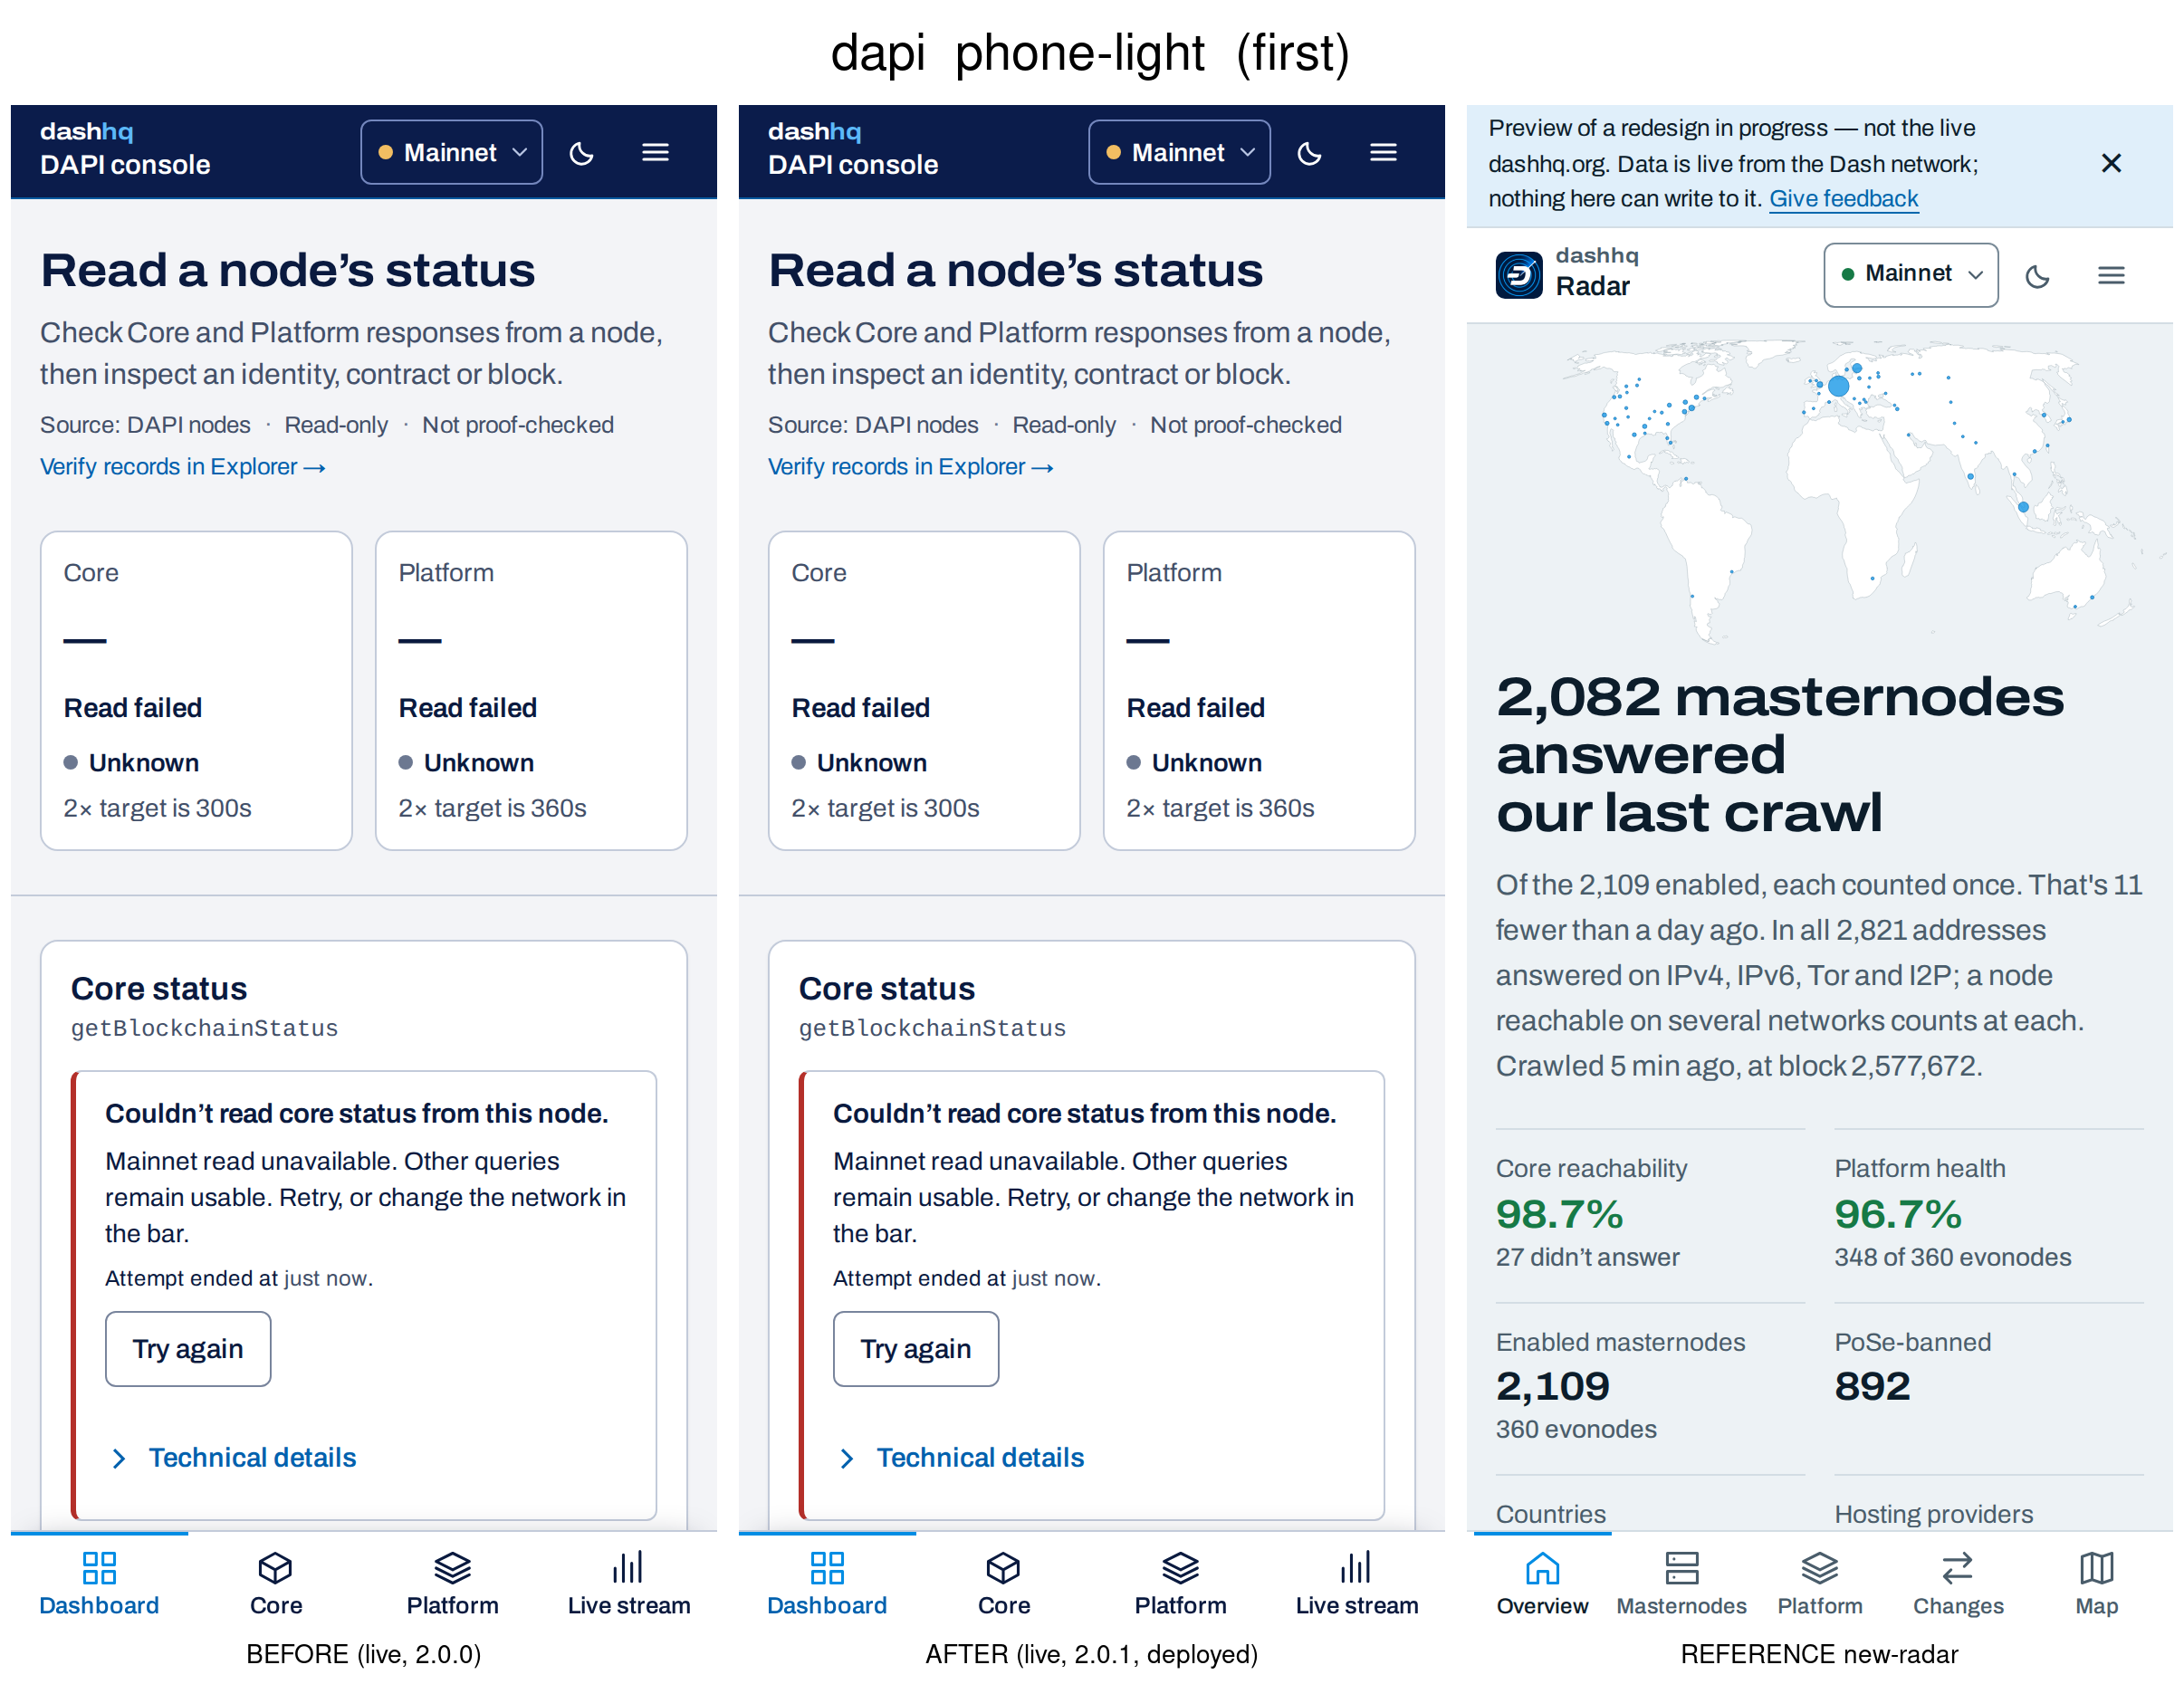 dapi phone-light (first)
dashhq
DAPI console
Mainnet
Read a node’s status
Check Core and Platform responses from a node,
then inspect an identity, contract or block.
Source: DAPI nodes · Read-only · Not proof-checked
Verify records in Explorer →
Core
—
Read failed
Unknown
2× target is 300s
Platform
—
Read failed
Unknown
2× target is 360s
Core status
getBlockchainStatus
Couldn’t read core status from this node.
Mainnet read unavailable. Other queries
remain usable. Retry, or change the network in
the bar.
Attempt ended at just now.
Try again
Technical details
Dashboard
Core
Platform
Live stream
BEFORE (live, 2.0.0)
dashhq
DAPI console
Mainnet
Read a node’s status
Check Core and Platform responses from a node,
then inspect an identity, contract or block.
Source: DAPI nodes · Read-only · Not proof-checked
Verify records in Explorer →
Core
—
Read failed
Unknown
2× target is 300s
Platform
—
Read failed
Unknown
2× target is 360s
Core status
getBlockchainStatus
Couldn’t read core status from this node.
Mainnet read unavailable. Other queries
remain usable. Retry, or change the network in
the bar.
Attempt ended at just now.
Try again
Technical details
Dashboard
Core
Platform
Live stream
AFTER (live, 2.0.1, deployed)
Preview of a redesign in progress — not the live
dashhq.org. Data is live from the Dash network;
nothing here can write to it. Give feedback
dashhq
Radar
Mainnet
2,082 masternodes
answered
our last crawl
Of the 2,109 enabled, each counted once. That's 11
fewer than a day ago. In all 2,821 addresses
answered on IPv4, IPv6, Tor and I2P; a node
reachable on several networks counts at each.
Crawled 5 min ago, at block 2,577,672.
Core reachability
98.7%
27 didn’t answer
Platform health
96.7%
348 of 360 evonodes
Enabled masternodes
2,109
360 evonodes
PoSe-banned
892
Countries
Hosting providers
Overview
Masternodes
Platform
Changes
Map
REFERENCE new-radar